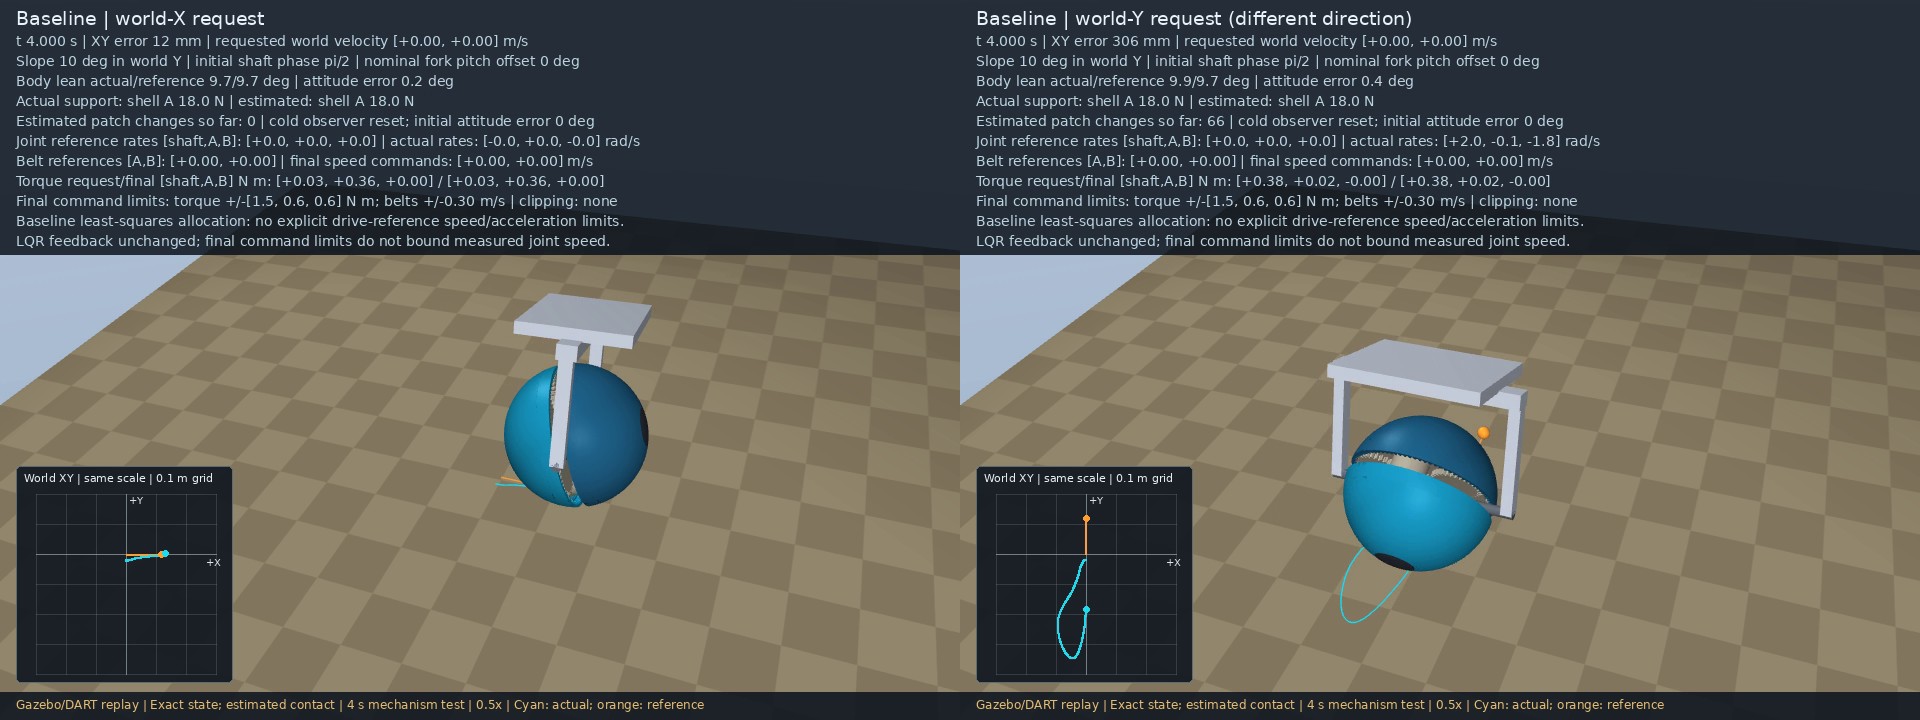 Baseline | world-X request
t 4.000 s | XY error 12 mm | requested world velocity [+0.00, +0.00] m/s
Slope 10 deg in world Y | initial shaft phase pi/2 | nominal fork pitch offset 0 deg
Body lean actual/reference 9.7/9.7 deg | attitude error 0.2 deg
Actual support: shell A 18.0 N | estimated: shell A 18.0 N
Estimated patch changes so far: 0 | cold observer reset; initial attitude error 0 deg
Joint reference rates [shaft,A,B]: [+0.0, +0.0, +0.0] | actual rates: [-0.0, +0.0, -0.0] rad/s
Belt references [A,B]: [+0.00, +0.00] | final speed commands: [+0.00, +0.00] m/s
Torque request/final [shaft,A,B] N m: [+0.03, +0.36, +0.00] / [+0.03, +0.36, +0.00]
Final command limits: torque +/-[1.5, 0.6, 0.6] N m; belts +/-0.30 m/s | clipping: none
Baseline least-squares allocation: no explicit drive-reference speed/acceleration limits.
LQR feedback unchanged; final command limits do not bound measured joint speed.
World XY | same scale | 0.1 m grid
+Y
+X
Gazebo/DART replay | Exact state; estimated contact | 4 s mechanism test | 0.5x | Cyan: actual; orange: reference
Baseline | world-Y request (different direction)
t 4.000 s | XY error 306 mm | requested world velocity [+0.00, +0.00] m/s
Slope 10 deg in world Y | initial shaft phase pi/2 | nominal fork pitch offset 0 deg
Body lean actual/reference 9.9/9.7 deg | attitude error 0.4 deg
Actual support: shell A 18.0 N | estimated: shell A 18.0 N
Estimated patch changes so far: 66 | cold observer reset; initial attitude error 0 deg
Joint reference rates [shaft,A,B]: [+0.0, +0.0, +0.0] | actual rates: [+2.0, -0.1, -1.8] rad/s
Belt references [A,B]: [+0.00, +0.00] | final speed commands: [+0.00, +0.00] m/s
Torque request/final [shaft,A,B] N m: [+0.38, +0.02, -0.00] / [+0.38, +0.02, -0.00]
Final command limits: torque +/-[1.5, 0.6, 0.6] N m; belts +/-0.30 m/s | clipping: none
Baseline least-squares allocation: no explicit drive-reference speed/acceleration limits.
LQR feedback unchanged; final command limits do not bound measured joint speed.
World XY | same scale | 0.1 m grid
+Y
+X
Gazebo/DART replay | Exact state; estimated contact | 4 s mechanism test | 0.5x | Cyan: actual; orange: reference